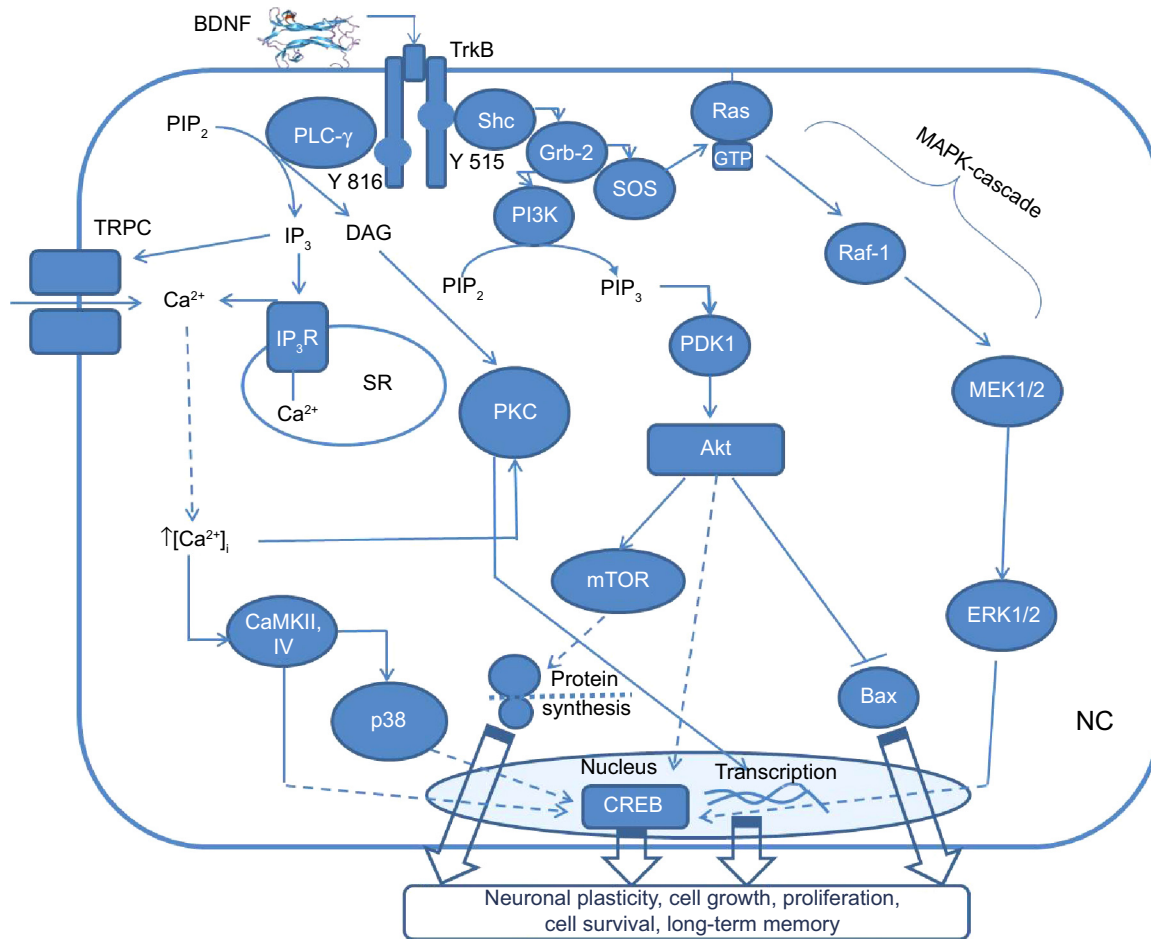 BDNF
TrkB
PIP₂
PLC-γ
Shc
Ras
GTP
Grb-2
Y 816
Y 515
SOS
MAPK-cascade
PI3K
TRPC
IP₃
DAG
Raf-1
PIP₂
PIP₃
Ca²⁺
IP₃R
PDK1
SR
MEK1/2
Ca²⁺
PKC
Akt
↑[Ca²⁺]ᵢ
mTOR
CaMKII,
IV
ERK1/2
Protein
synthesis
Bax
p38
NC
Nucleus
Transcription
CREB
Neuronal plasticity, cell growth, proliferation,
cell survival, long-term memory